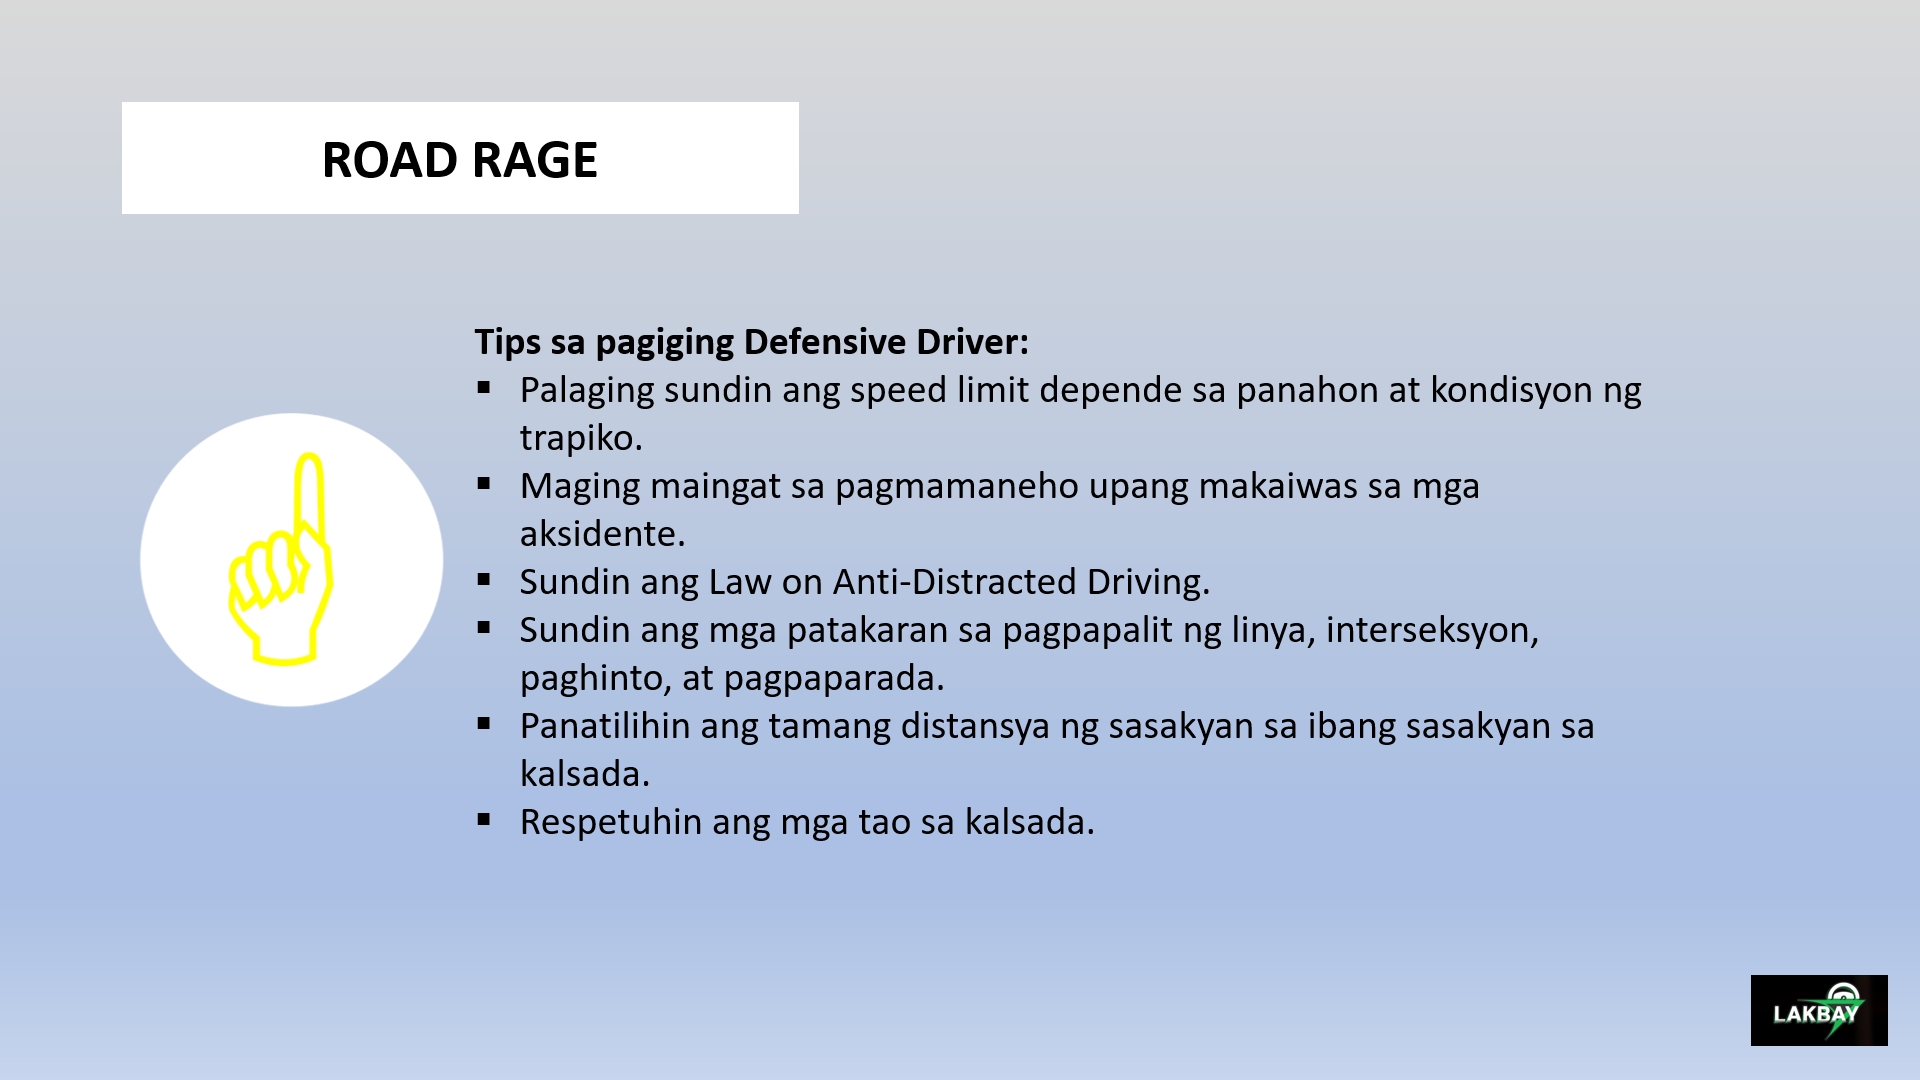 ROAD RAGE
Tips sa pagiging Defensive Driver:
▪ Palaging sundin ang speed limit depende sa panahon at kondisyon ng
trapiko.
▪ Maging maingat sa pagmamaneho upang makaiwas sa mga
aksidente.
▪ Sundin ang Law on Anti-Distracted Driving.
▪ Sundin ang mga patakaran sa pagpapalit ng linya, interseksyon,
paghinto, at pagpaparada.
▪ Panatilihin ang tamang distansya ng sasakyan sa ibang sasakyan sa
kalsada.
▪ Respetuhin ang mga tao sa kalsada.
LAKBAY